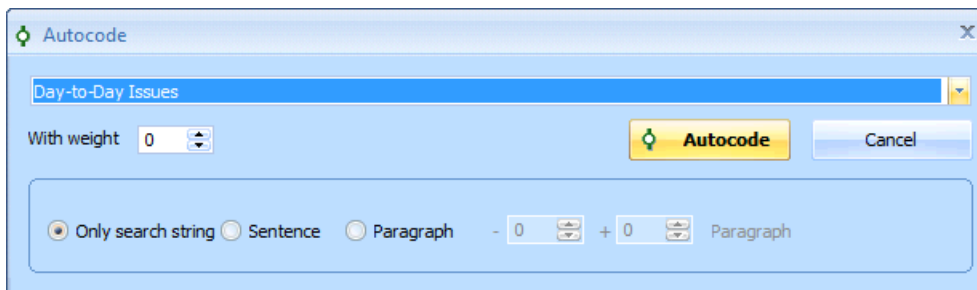 Autocode
Day-to-Day Issues
With weight 0 Autocode Cancel
Only search string Sentence Paragraph - 0 + 0 Paragraph